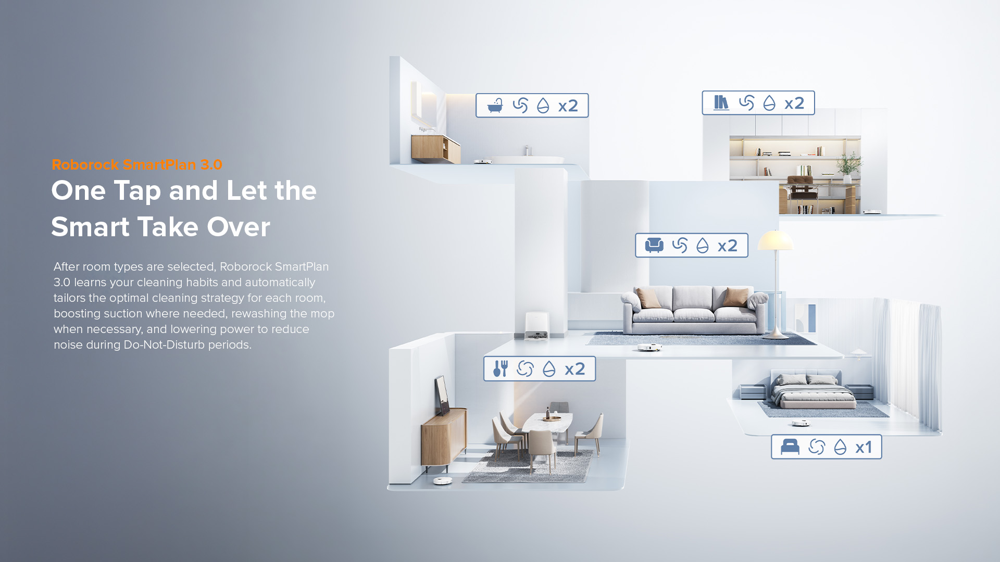 Roborock SmartPlan 3.0
One Tap and Let the
Smart Take Over
After room types are selected, Roborock SmartPlan
3.0 learns your cleaning habits and automatically
tailors the optimal cleaning strategy for each room,
boosting suction where needed, rewashing the mop
when necessary, and lowering power to reduce
noise during Do-Not-Disturb periods.
x2
x2
x2
x2
x1